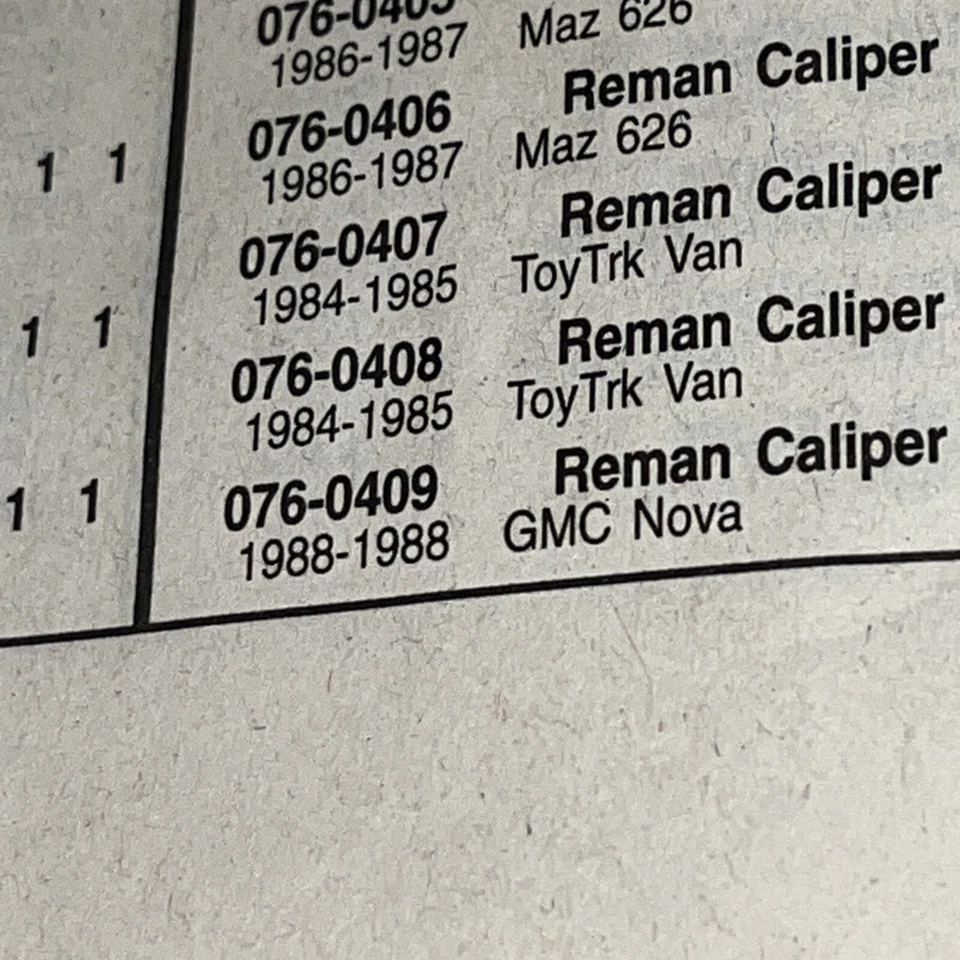 076-0405
1986-1987 Maz 626
076-0406 Reman Caliper
1986-1987 Maz 626
1 1
076-0407 Reman Caliper
1984-1985 ToyTrk Van
1 1
076-0408 Reman Caliper
1984-1985 ToyTrk Van
1 1
076-0409 Reman Caliper
1988-1988 GMC Nova